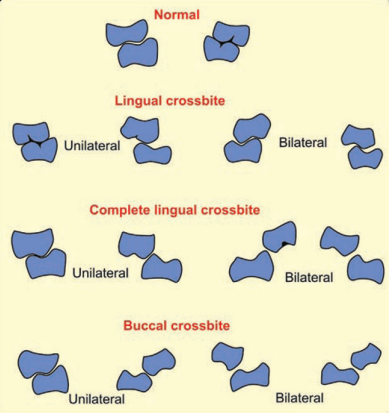 Normal
Lingual crossbite
Unilateral
Bilateral
Complete lingual crossbite
Unilateral
Bilateral
Buccal crossbite
Unilateral
Bilateral